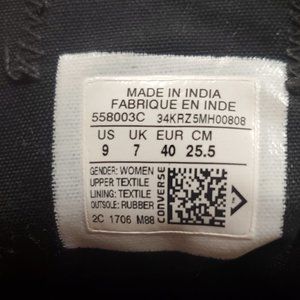 MADE IN INDIA
FABRIQUE EN INDE
558003C 34KRZ5MH00808
US UK EUR CM
9 7 40 25.5
GENDER: WOMEN
UPPER: TEXTILE
LINING: TEXTILE
OUTSOLE: RUBBER
2C 1706 M88
CONVERSE